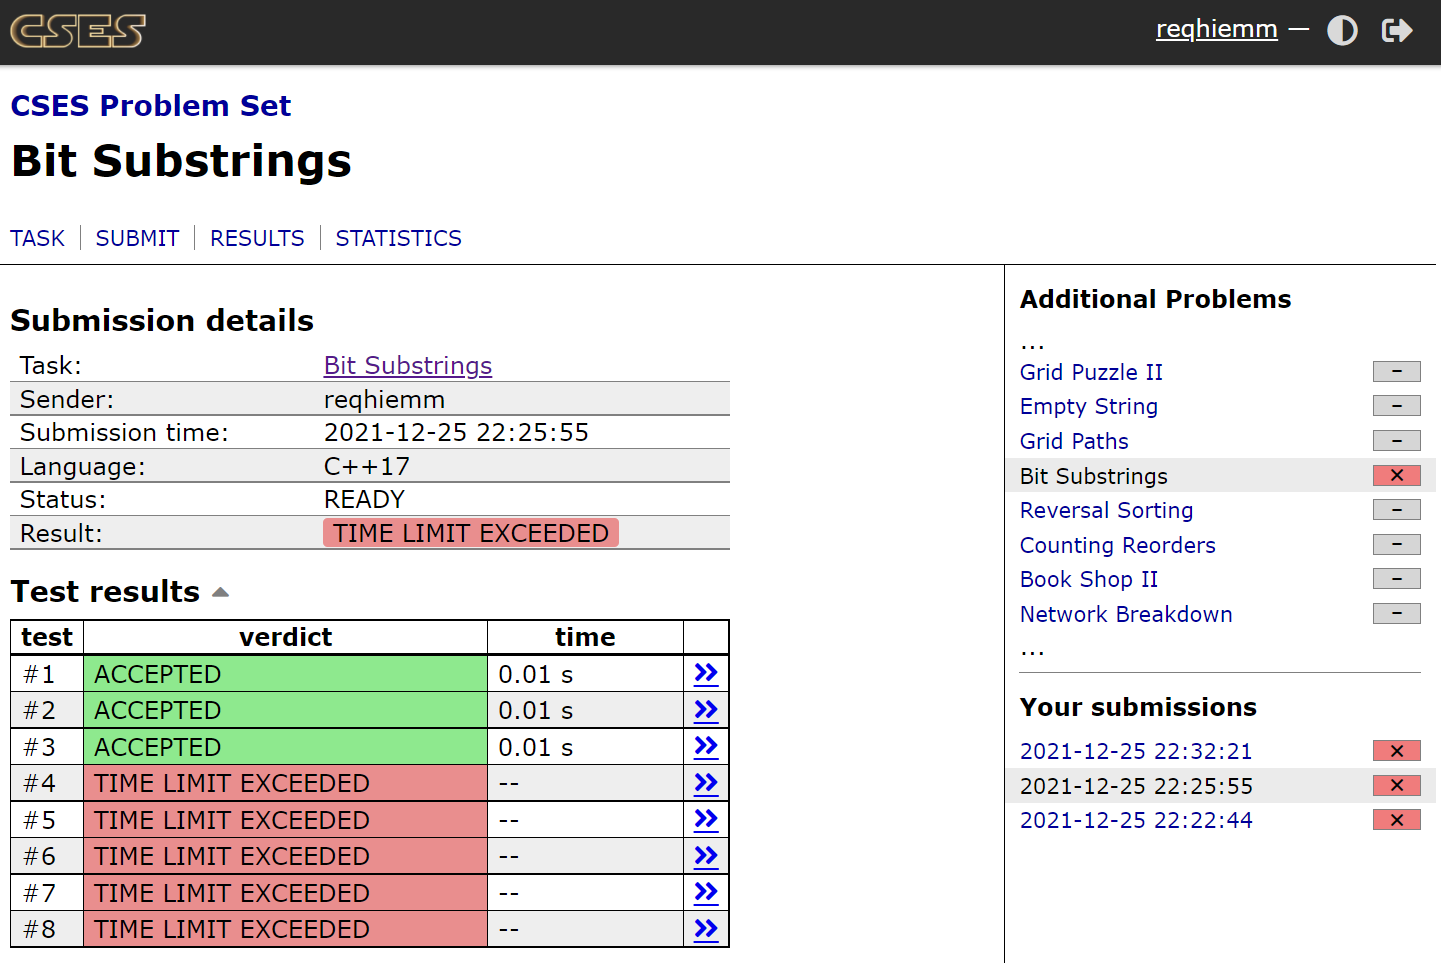 CSES
reqhiemm —
CSES Problem Set
Bit Substrings
TASK | SUBMIT | RESULTS | STATISTICS
Submission details
Task: Bit Substrings
Sender: reqhiemm
Submission time: 2021-12-25 22:25:55
Language: C++17
Status: READY
Result: TIME LIMIT EXCEEDED
Test results
test verdict time
#1 ACCEPTED 0.01 s »
#2 ACCEPTED 0.01 s »
#3 ACCEPTED 0.01 s »
#4 TIME LIMIT EXCEEDED -- »
#5 TIME LIMIT EXCEEDED -- »
#6 TIME LIMIT EXCEEDED -- »
#7 TIME LIMIT EXCEEDED -- »
#8 TIME LIMIT EXCEEDED -- »
Additional Problems
...
Grid Puzzle II –
Empty String –
Grid Paths –
Bit Substrings ×
Reversal Sorting –
Counting Reorders –
Book Shop II –
Network Breakdown –
...
Your submissions
2021-12-25 22:32:21 ×
2021-12-25 22:25:55 ×
2021-12-25 22:22:44 ×